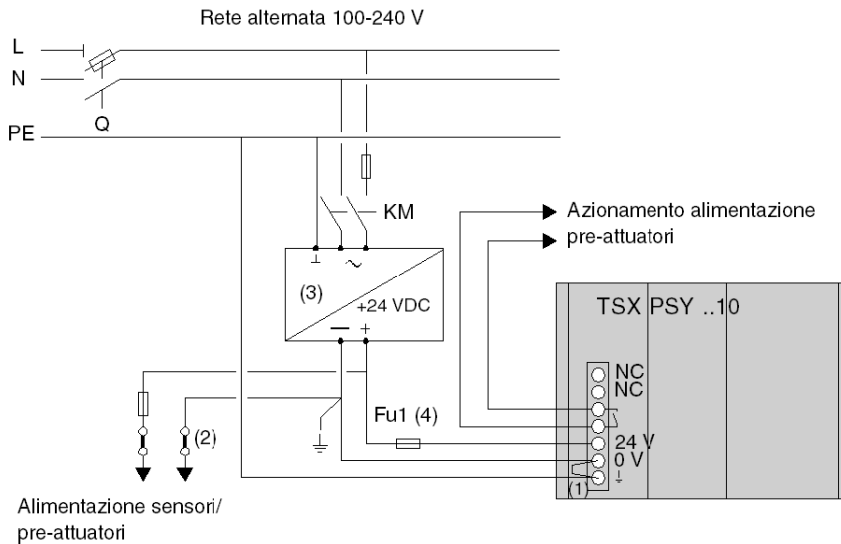 Rete alternata 100-240 V
L
N
Q
PE
KM
Azionamento alimentazione
pre-attuatori
(3)
+24 VDC
TSX PSY ..10
NC
NC
Fu1 (4)
(2)
24 V
0 V
(1)
Alimentazione sensori/
pre-attuatori